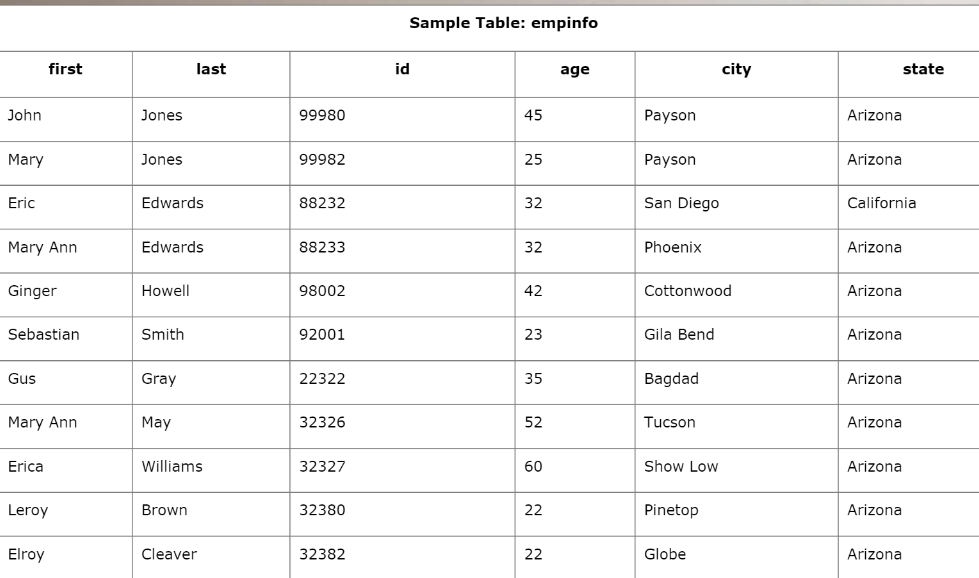 Sample Table: empinfo
first last id age city state
John Jones 99980 45 Payson Arizona
Mary Jones 99982 25 Payson Arizona
Eric Edwards 88232 32 San Diego California
Mary Ann Edwards 88233 32 Phoenix Arizona
Ginger Howell 98002 42 Cottonwood Arizona
Sebastian Smith 92001 23 Gila Bend Arizona
Gus Gray 22322 35 Bagdad Arizona
Mary Ann May 32326 52 Tucson Arizona
Erica Williams 32327 60 Show Low Arizona
Leroy Brown 32380 22 Pinetop Arizona
Elroy Cleaver 32382 22 Globe Arizona